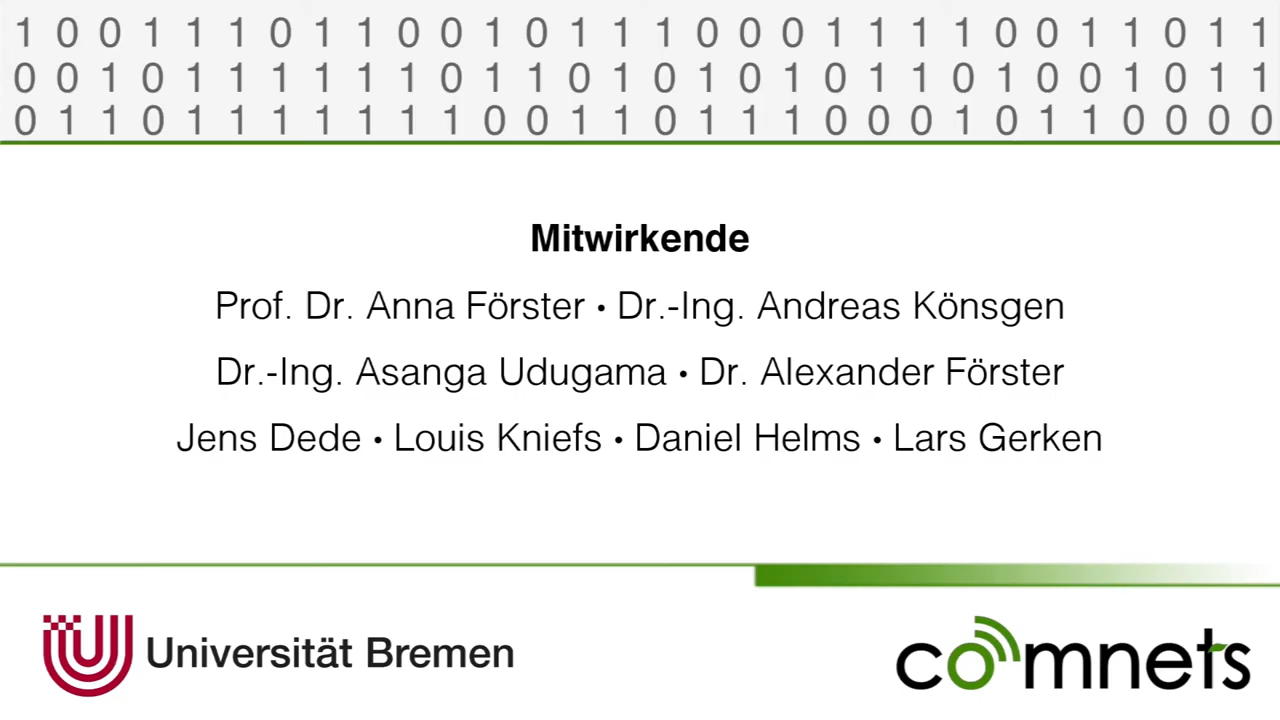 1 0 0 1 1 1 0 1 1 0 0 1 0 1 1 1 0 0 0 1 1 1 1 0 0 1 1 0 1 1
0 0 1 0 1 1 1 1 1 1 0 1 1 0 1 0 1 0 1 0 1 1 0 1 0 0 1 0 1 1
0 1 1 0 1 1 1 1 1 1 1 0 0 1 1 0 1 1 1 0 0 0 1 0 1 1 0 0 0 0
Mitwirkende
Prof. Dr. Anna Förster • Dr.-Ing. Andreas Könsgen
Dr.-Ing. Asanga Udugama • Dr. Alexander Förster
Jens Dede • Louis Kniefs • Daniel Helms • Lars Gerken
Universität Bremen
comnets